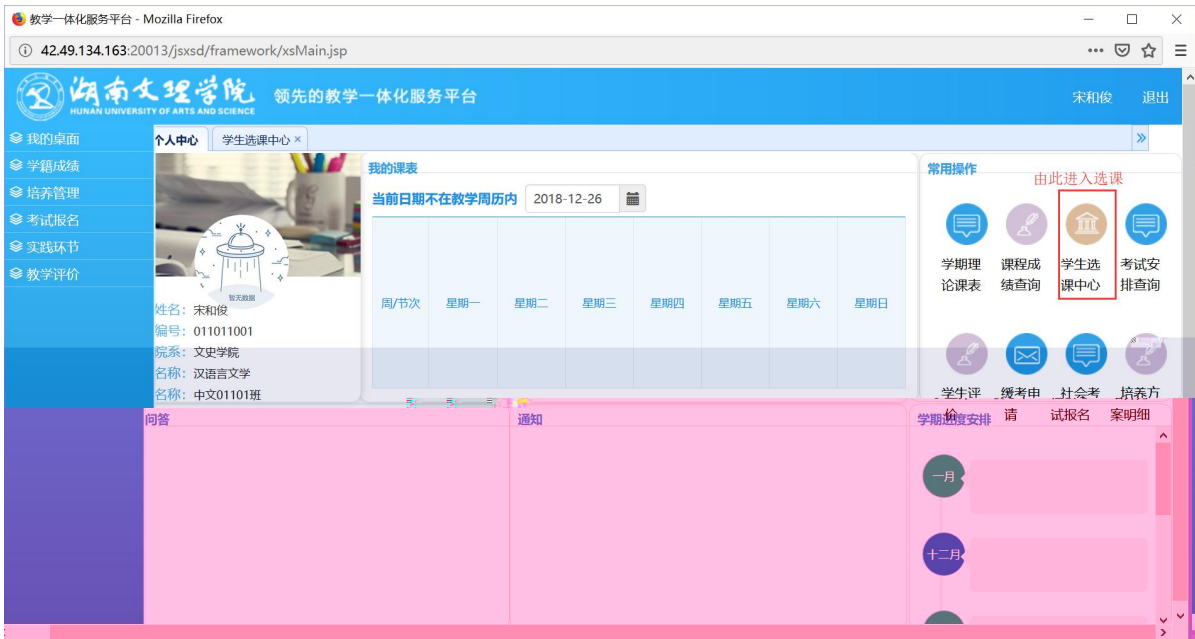 教学一体化服务平台 - Mozilla Firefox
42.49.134.163:20013/jsxsd/framework/xsMain.jsp
湖南文理学院
HUNAN UNIVERSITY OF ARTS AND SCIENCE
领先的教学一体化服务平台
宋和俊 退出
我的桌面
学籍成绩
培养管理
考试报名
实践环节
教学评价
个人中心 学生选课中心 ×
暂无数据
姓名：宋和俊
编号：011011001
院系：文史学院
名称：汉语言文学
名称：中文01101班
我的课表
当前日期不在教学周历内 2018-12-26
周/节次 星期一 星期二 星期三 星期四 星期五 星期六 星期日
常用操作
由此进入选课
学期理论课表
课程成绩查询
学生选课中心
考试安排查询
学生评价
缓考申请
社会考试报名
培养方案明细
问答
通知
学期进度安排
一月
十二月